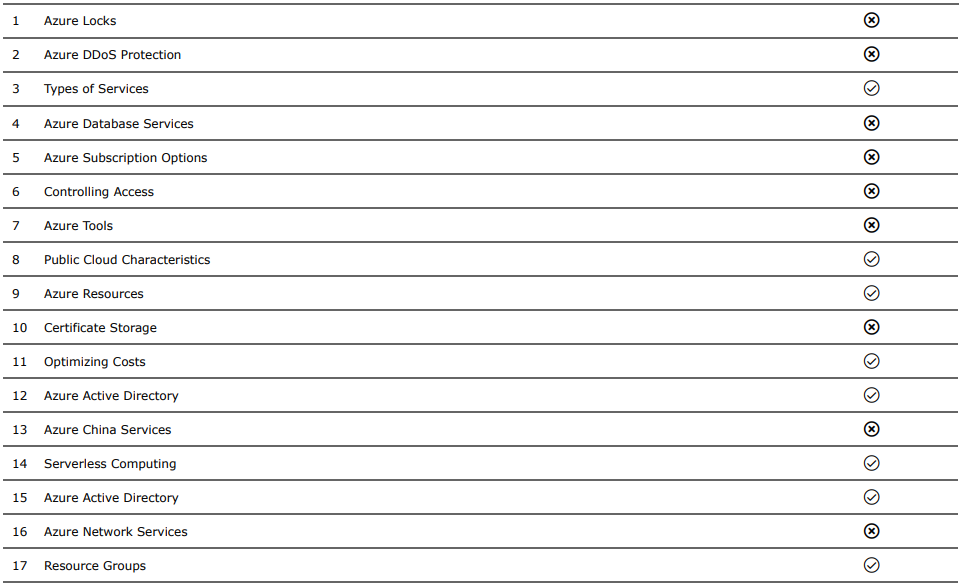 1 Azure Locks
2 Azure DDoS Protection
3 Types of Services
4 Azure Database Services
5 Azure Subscription Options
6 Controlling Access
7 Azure Tools
8 Public Cloud Characteristics
9 Azure Resources
10 Certificate Storage
11 Optimizing Costs
12 Azure Active Directory
13 Azure China Services
14 Serverless Computing
15 Azure Active Directory
16 Azure Network Services
17 Resource Groups